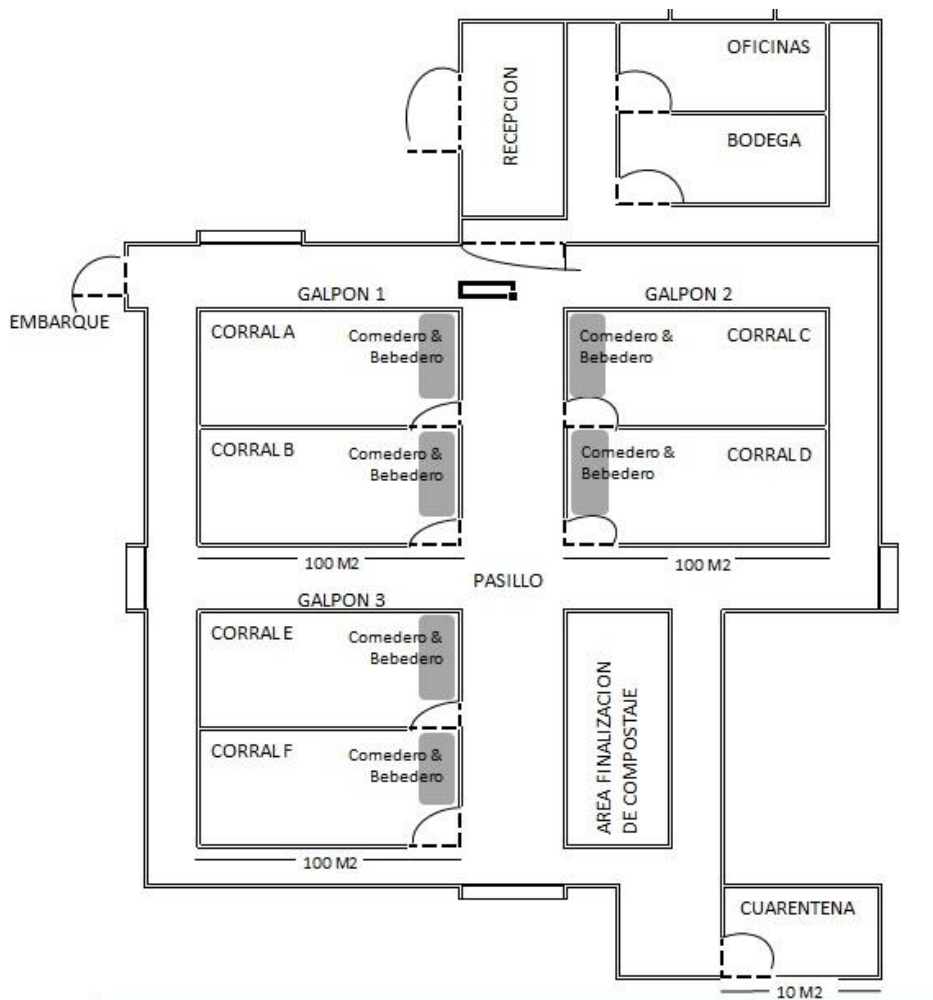 OFICINAS
RECEPCION
BODEGA
GALPON 1
GALPON 2
EMBARQUE
CORRAL A
Comedero &
Bebedero
Comedero &
Bebedero
CORRAL C
CORRAL B
Comedero &
Bebedero
Comedero &
Bebedero
CORRAL D
100 M2
100 M2
PASILLO
GALPON 3
CORRAL E
Comedero &
Bebedero
CORRAL F
Comedero &
Bebedero
AREA FINALIZACION
DE COMPOSTAJE
100 M2
CUARENTENA
10 M2